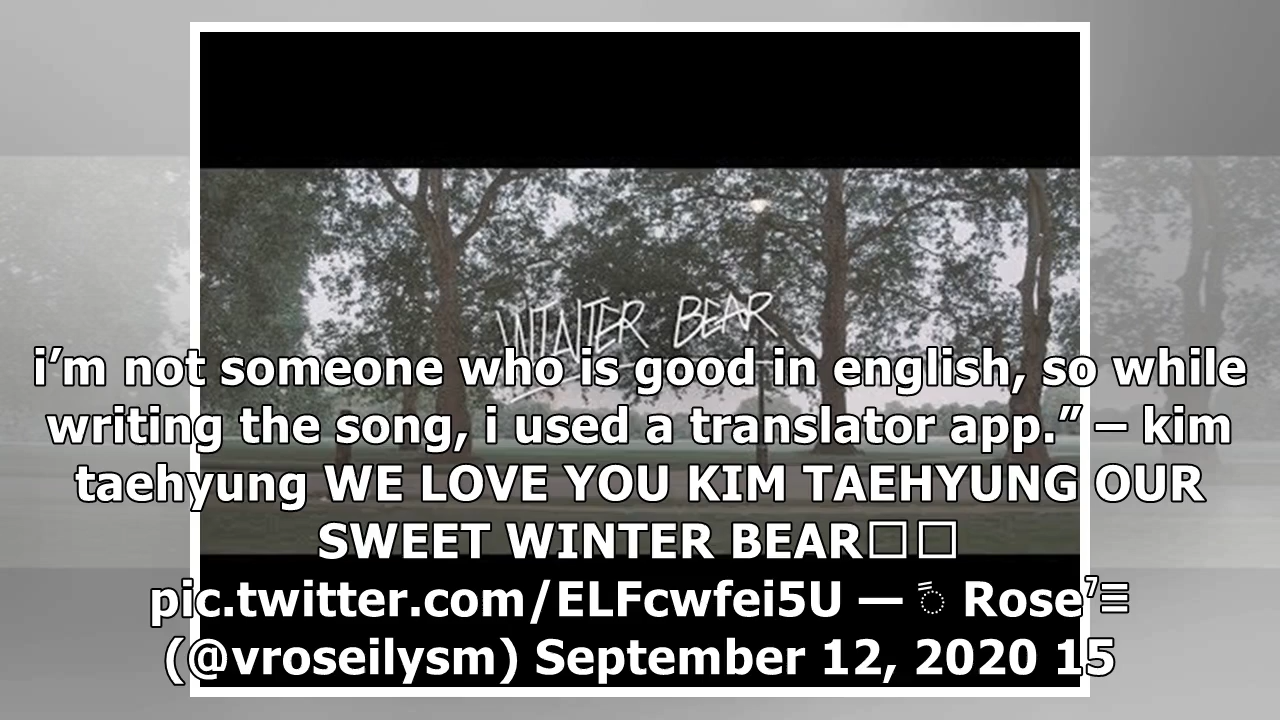 WINTER BEAR
i’m not someone who is good in english, so while
writing the song, i used a translator app.” – kim
taehyung WE LOVE YOU KIM TAEHYUNG OUR
SWEET WINTER BEAR□□
pic.twitter.com/ELFcwfei5U — ँ Rose⁷≡
(@vroseilysm) September 12, 2020 15